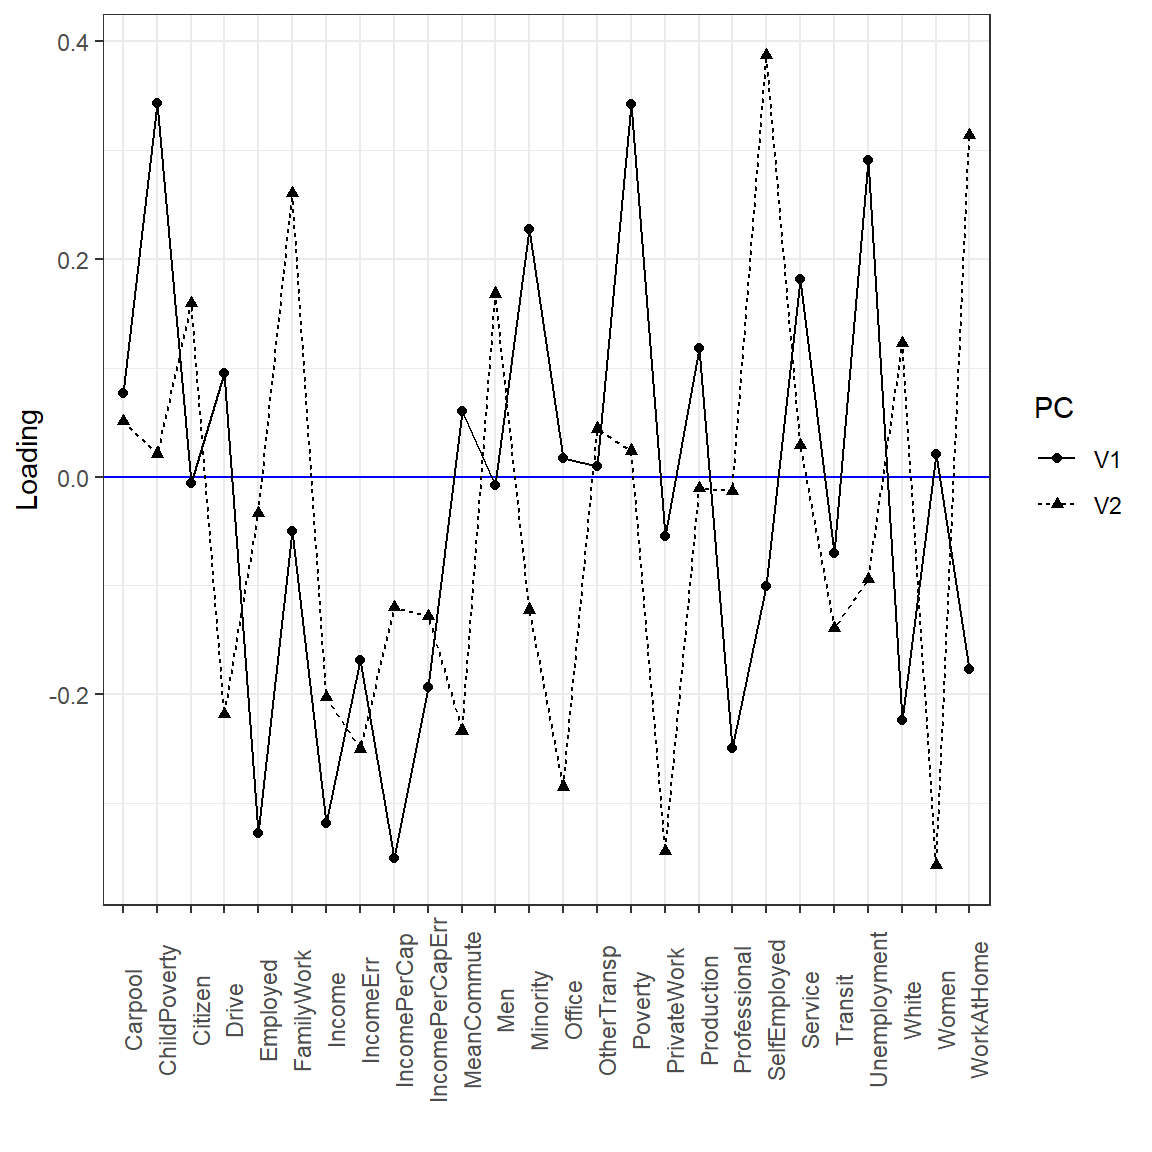 0.4
0.2
0.0
-0.2
Loading
Carpool
ChildPoverty
Citizen
Drive
Employed
FamilyWork
Income
IncomeErr
IncomePerCap
IncomePerCapErr
MeanCommute
Men
Minority
Office
OtherTransp
Poverty
PrivateWork
Production
Professional
SelfEmployed
Service
Transit
Unemployment
White
Women
WorkAtHome
PC
V1
V2